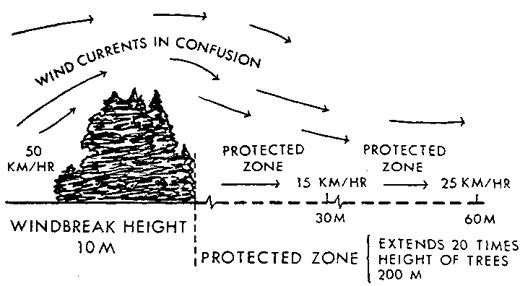 WIND CURRENTS IN CONFUSION
50
KM/HR
PROTECTED
ZONE
PROTECTED
ZONE
15 KM/HR
25 KM/HR
30M
60M
WINDBREAK HEIGHT
10 M
PROTECTED ZONE
EXTENDS 20 TIMES
HEIGHT OF TREES
200 M